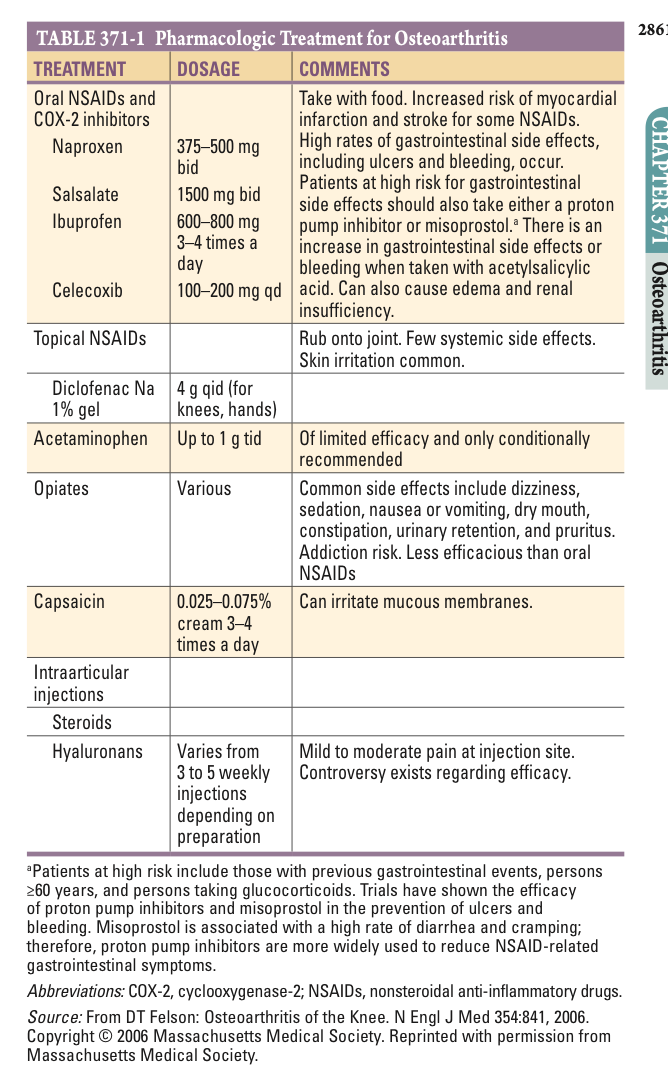 2861
TABLE 371-1 Pharmacologic Treatment for Osteoarthritis
TREATMENT DOSAGE COMMENTS
Oral NSAIDs and
COX-2 inhibitors
Naproxen 375–500 mg
bid
Salsalate 1500 mg bid
Ibuprofen 600–800 mg
3–4 times a
day
Celecoxib 100–200 mg qd
Take with food. Increased risk of myocardial
infarction and stroke for some NSAIDs.
High rates of gastrointestinal side effects,
including ulcers and bleeding, occur.
Patients at high risk for gastrointestinal
side effects should also take either a proton
pump inhibitor or misoprostol.ᵃ There is an
increase in gastrointestinal side effects or
bleeding when taken with acetylsalicylic
acid. Can also cause edema and renal
insufficiency.
Topical NSAIDs Rub onto joint. Few systemic side effects.
Skin irritation common.
Diclofenac Na 4 g qid (for
1% gel knees, hands)
Acetaminophen Up to 1 g tid Of limited efficacy and only conditionally
recommended
Opiates Various Common side effects include dizziness,
sedation, nausea or vomiting, dry mouth,
constipation, urinary retention, and pruritus.
Addiction risk. Less efficacious than oral
NSAIDs
Capsaicin 0.025–0.075% Can irritate mucous membranes.
cream 3–4
times a day
Intraarticular
injections
Steroids
Hyaluronans Varies from Mild to moderate pain at injection site.
3 to 5 weekly Controversy exists regarding efficacy.
injections
depending on
preparation
ᵃPatients at high risk include those with previous gastrointestinal events, persons
≥60 years, and persons taking glucocorticoids. Trials have shown the efficacy
of proton pump inhibitors and misoprostol in the prevention of ulcers and
bleeding. Misoprostol is associated with a high rate of diarrhea and cramping;
therefore, proton pump inhibitors are more widely used to reduce NSAID-related
gastrointestinal symptoms.
Abbreviations: COX-2, cyclooxygenase-2; NSAIDs, nonsteroidal anti-inflammatory drugs.
Source: From DT Felson: Osteoarthritis of the Knee. N Engl J Med 354:841, 2006.
Copyright © 2006 Massachusetts Medical Society. Reprinted with permission from
Massachusetts Medical Society.
CHAPTER 371
Osteoarthritis